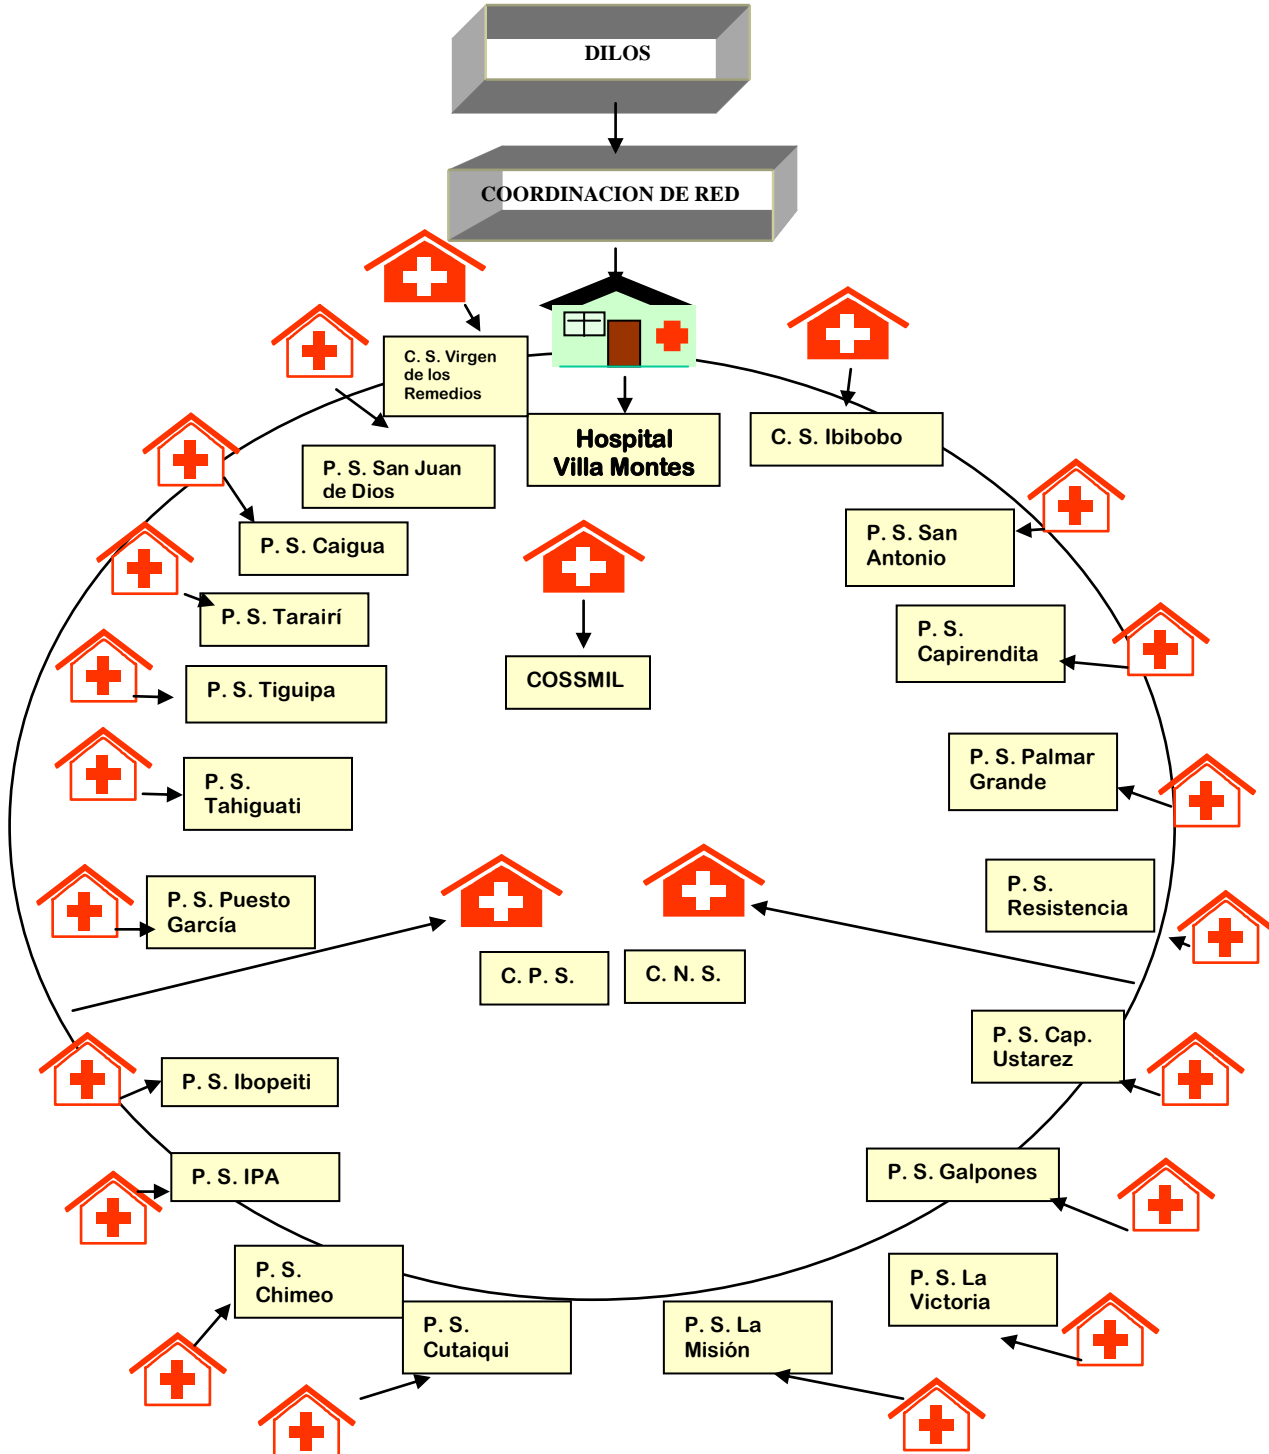 DILOS
COORDINACION DE RED
C. S. Virgen
de los
Remedios
Hospital
Villa Montes
C. S. Ibibobo
P. S. San Juan
de Dios
P. S. Caigua
P. S. San
Antonio
P. S. Tarairí
P. S.
Capirendita
P. S. Tiguipa
COSSMIL
P. S.
Tahiguati
P. S. Palmar
Grande
P. S. Puesto
García
P. S.
Resistencia
C. P. S.
C. N. S.
P. S. Cap.
Ustarez
P. S. Ibopeiti
P. S. IPA
P. S. Galpones
P. S.
Chimeo
P. S. La
Victoria
P. S.
Cutaiqui
P. S. La
Misión